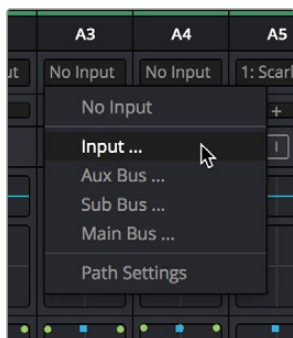 A3 A4 A5
ut No Input No Input 1: Scarl
No Input
Input ...
Aux Bus ...
Sub Bus ...
Main Bus ...
Path Settings
+
I